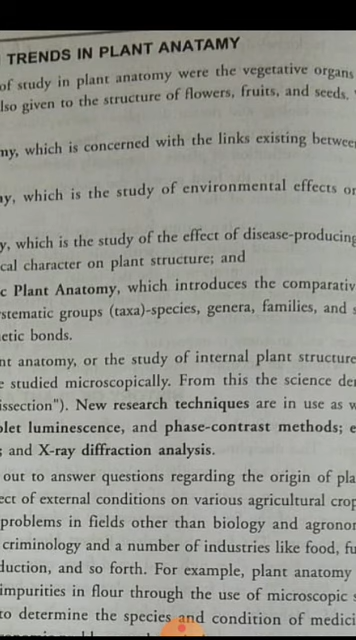 TRENDS IN PLANT ANATAMY
of study in plant anatomy were the vegetative organs
lso given to the structure of flowers, fruits, and seeds.
my, which is concerned with the links existing between
ny, which is the study of environmental effects or
y, which is the study of the effect of disease-producing
cal character on plant structure; and
c Plant Anatomy, which introduces the comparativ
stematic groups (taxa)-species, genera, families, and s
etic bonds.
nt anatomy, or the study of internal plant structure
e studied microscopically. From this the science der
issection"). New research techniques are in use as w
olet luminescence, and phase-contrast methods; e
; and X-ray diffraction analysis.
out to answer questions regarding the origin of pla
ect of external conditions on various agricultural crop
problems in fields other than biology and agronom
criminology and a number of industries like food, fu
duction, and so forth. For example, plant anatomy
impurities in flour through the use of microscopic s
to determine the species and condition of medici